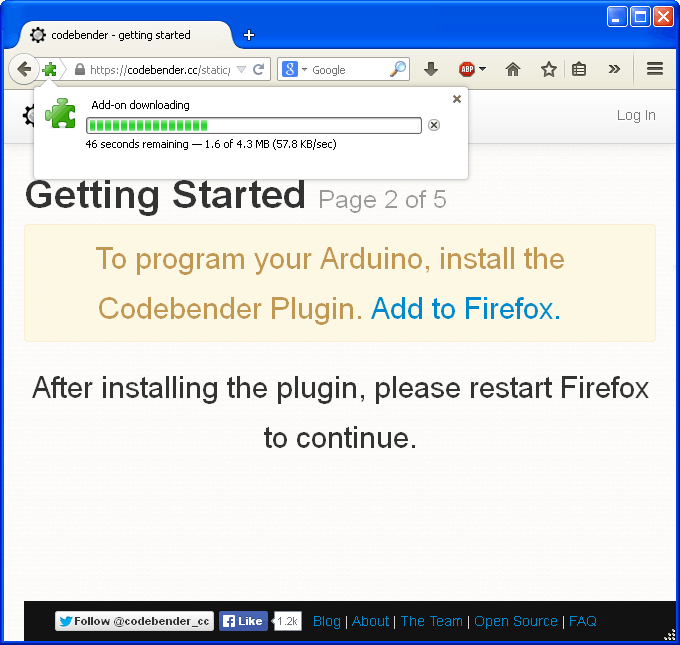 codebender - getting started
https://codebender.cc/static/
8 Google
ABP
Add-on downloading
46 seconds remaining — 1.6 of 4.3 MB (57.8 KB/sec)
Log In
Getting Started Page 2 of 5
To program your Arduino, install the
Codebender Plugin. Add to Firefox.
After installing the plugin, please restart Firefox
to continue.
Follow @codebender_cc f Like 1.2k Blog | About | The Team | Open Source | FAQ